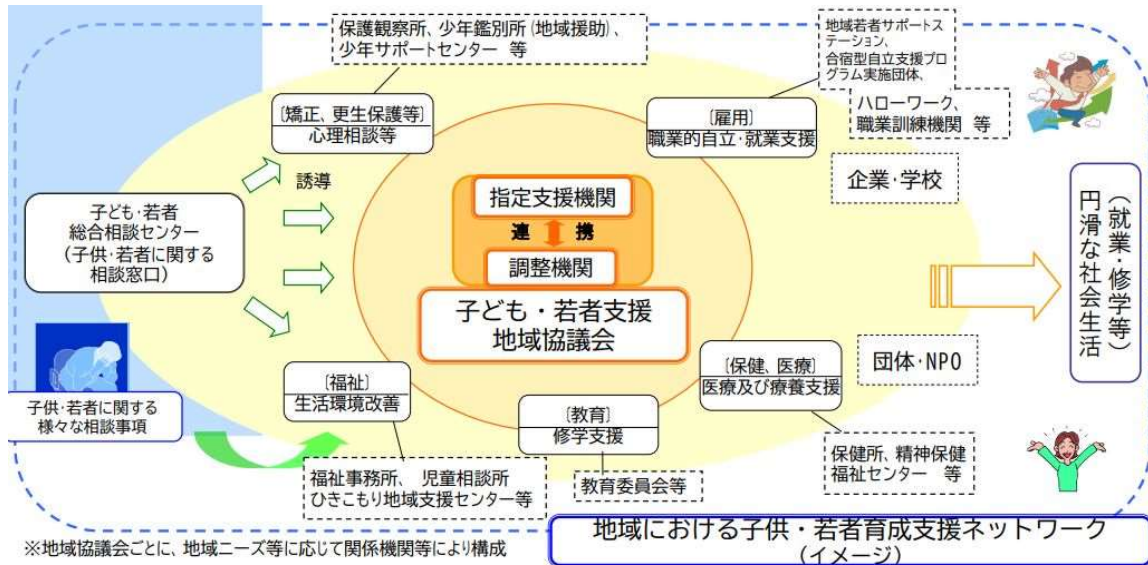 保護観察所、少年鑑別所(地域援助)、
少年サポートセンター 等
地域若者サポートス
テーション、
合宿型自立支援プロ
グラム実施団体、
ハローワーク、
職業訓練機関 等
［矯正、更生保護等］
心理相談等
［雇用］
職業的自立・就業支援
企業・学校
誘導
子ども・若者
総合相談センター
（子供・若者に関する
相談窓口）
指定支援機関
連 携
調整機関
子ども・若者支援
地域協議会
円滑な社会生活
（就業・修学等）
団体・NPO
［保健、医療］
医療及び療養支援
［福祉］
生活環境改善
［教育］
修学支援
子供・若者に関する
様々な相談事項
保健所、精神保健
福祉センター 等
福祉事務所、 児童相談所
ひきこもり地域支援センター等
教育委員会等
地域における子供・若者育成支援ネットワーク
（イメージ）
※地域協議会ごとに、地域ニーズ等に応じて関係機関等により構成